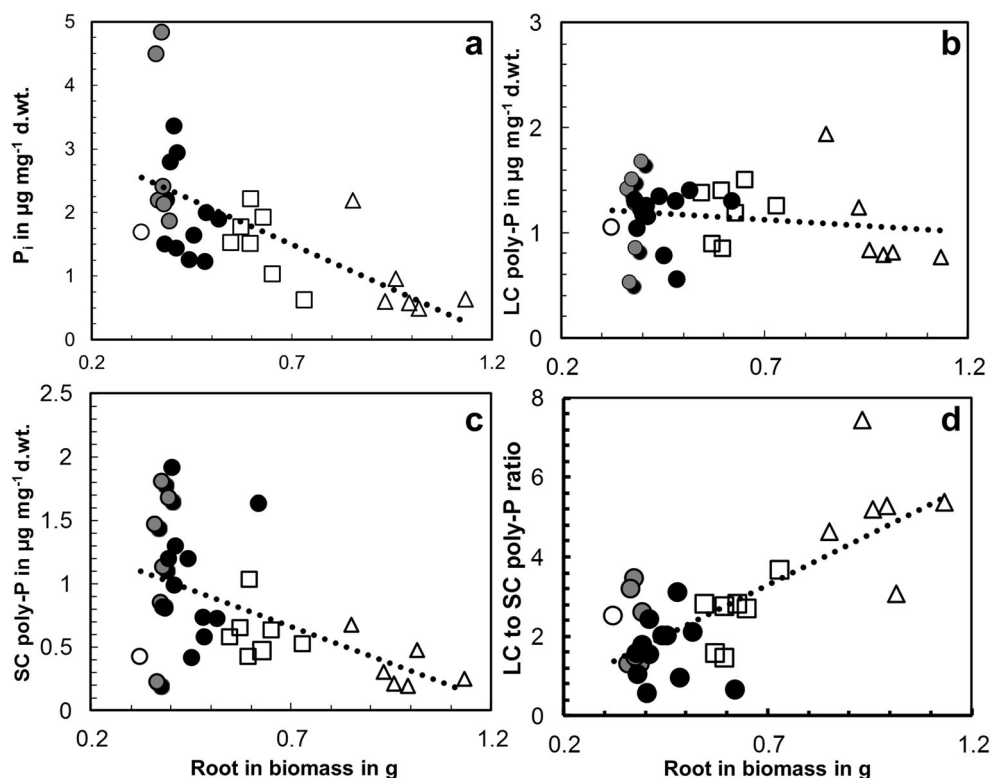 a
P_i in µg mg⁻¹ d.wt.
5
4
3
2
1
0
0.2 0.7 1.2
b
LC poly-P in µg mg⁻¹ d.wt.
3
2
1
0
0.2 0.7 1.2
c
SC poly-P in µg mg⁻¹ d.wt.
2.5
2
1.5
1
0.5
0
0.2 0.7 1.2
Root in biomass in g
d
LC to SC poly-P ratio
8
6
4
2
0
0.2 0.7 1.2
Root in biomass in g